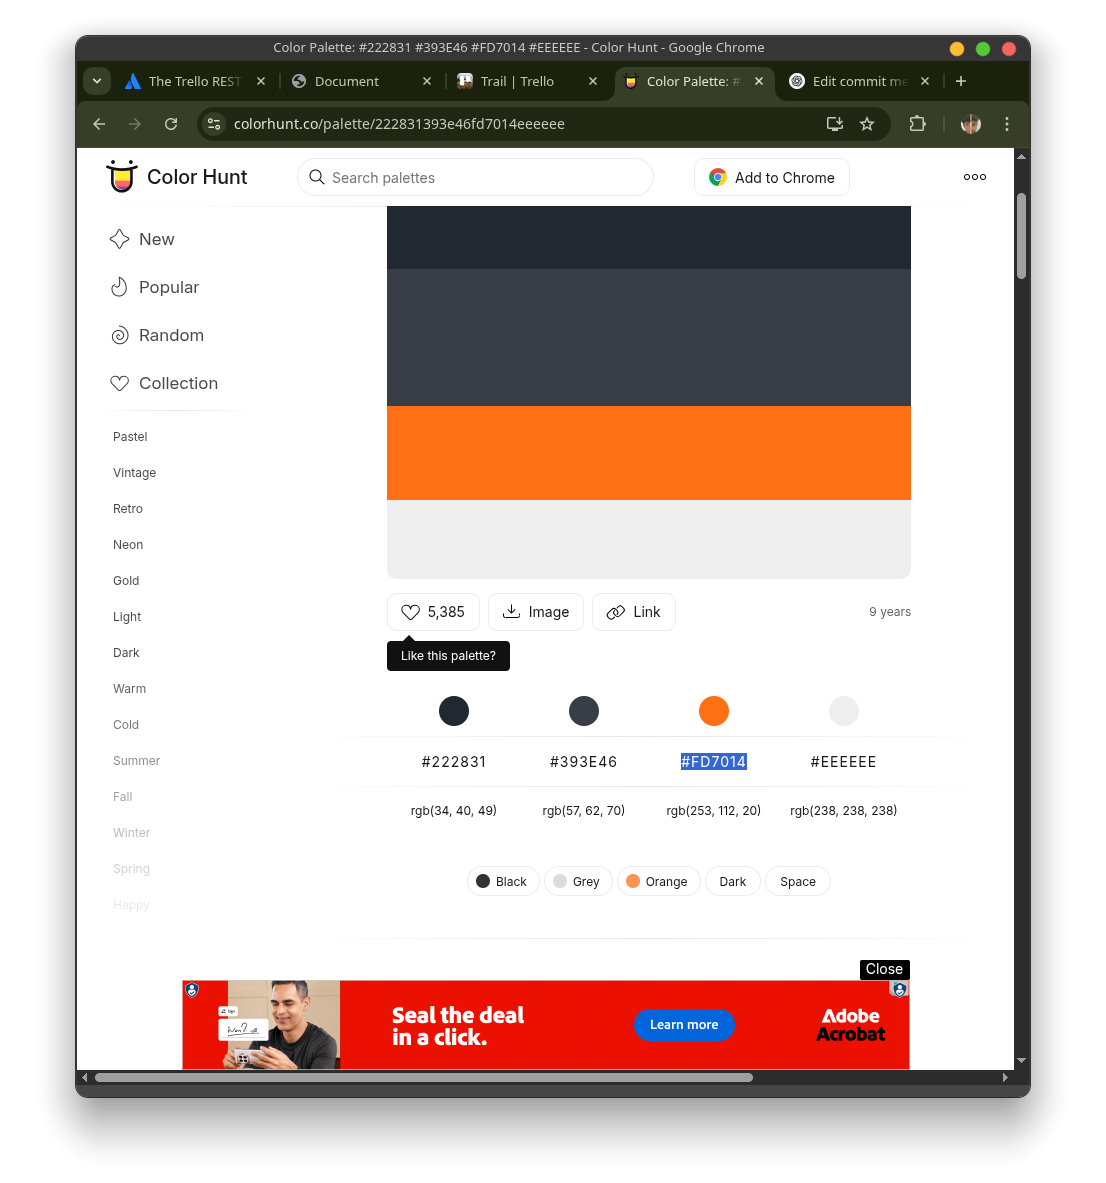 Color Palette: #222831 #393E46 #FD7014 #EEEEEE - Color Hunt - Google Chrome
The Trello REST
Document
Trail | Trello
Color Palette: #
Edit commit me
colorhunt.co/palette/222831393e46fd7014eeeeee
Color Hunt
Search palettes
Add to Chrome
New
Popular
Random
Collection
Pastel
Vintage
Retro
Neon
Gold
Light
Dark
Warm
Cold
Summer
Fall
Winter
Spring
Happy
5,385
Image
Link
9 years
Like this palette?
#222831 #393E46 #FD7014 #EEEEEE
rgb(34, 40, 49) rgb(57, 62, 70) rgb(253, 112, 20) rgb(238, 238, 238)
Black Grey Orange Dark Space
Close
Seal the deal
in a click.
Learn more
Adobe
Acrobat